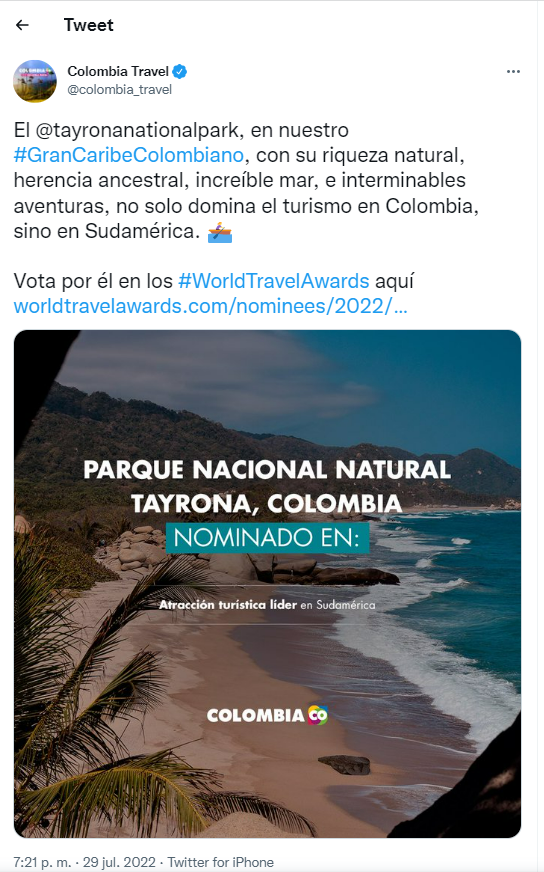 Tweet
Colombia Travel
@colombia_travel
El @tayronanationalpark, en nuestro
#GranCaribeColombiano, con su riqueza natural,
herencia ancestral, increíble mar, e interminables
aventuras, no solo domina el turismo en Colombia,
sino en Sudamérica.
Vota por él en los #WorldTravelAwards aquí
worldtravelawards.com/nominees/2022/...
PARQUE NACIONAL NATURAL
TAYRONA, COLOMBIA
NOMINADO EN:
Atracción turística líder en Sudamérica
COLOMBIA CO
7:21 p. m. · 29 jul. 2022 · Twitter for iPhone